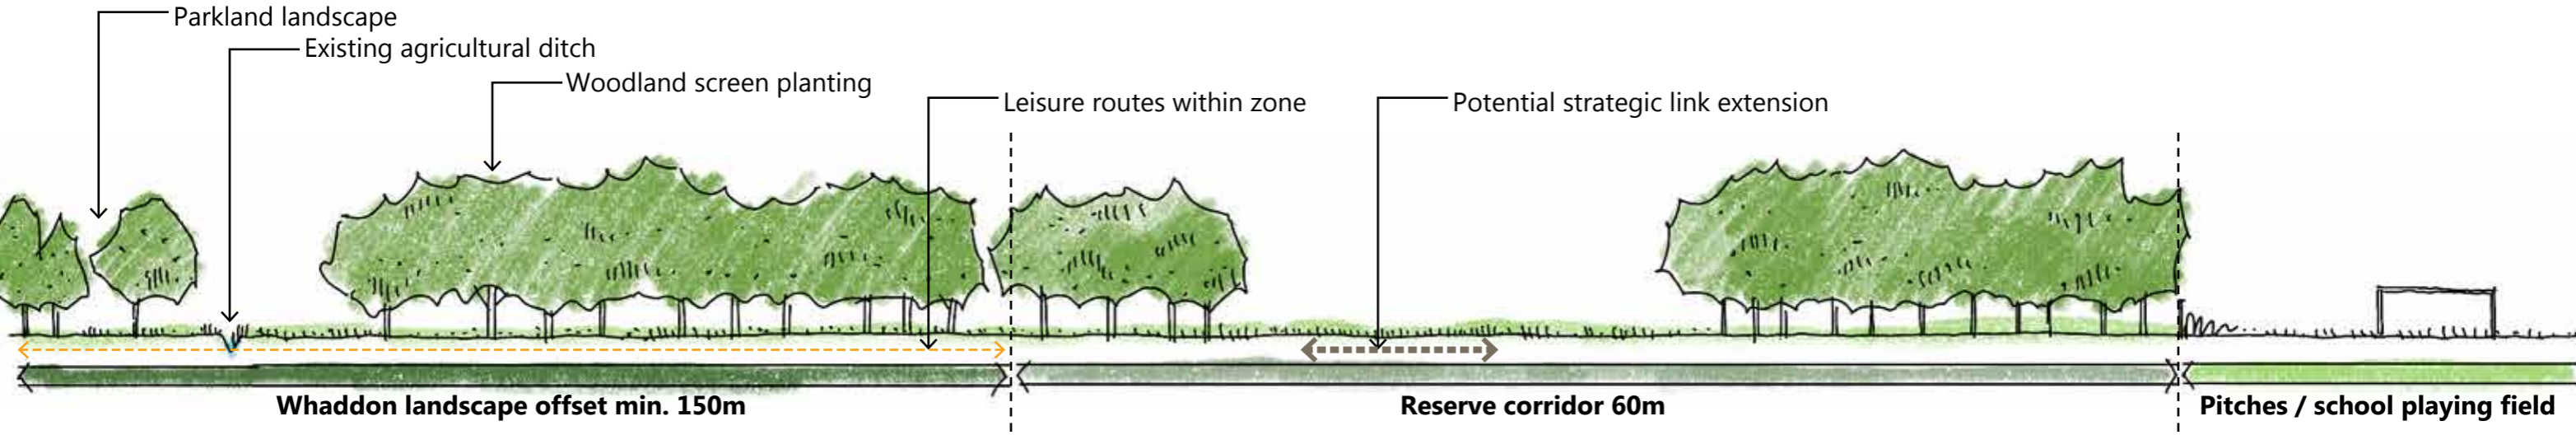 Parkland landscape
Existing agricultural ditch
Woodland screen planting
Leisure routes within zone
Potential strategic link extension
Whaddon landscape offset min. 150m
Reserve corridor 60m
Pitches / school playing field